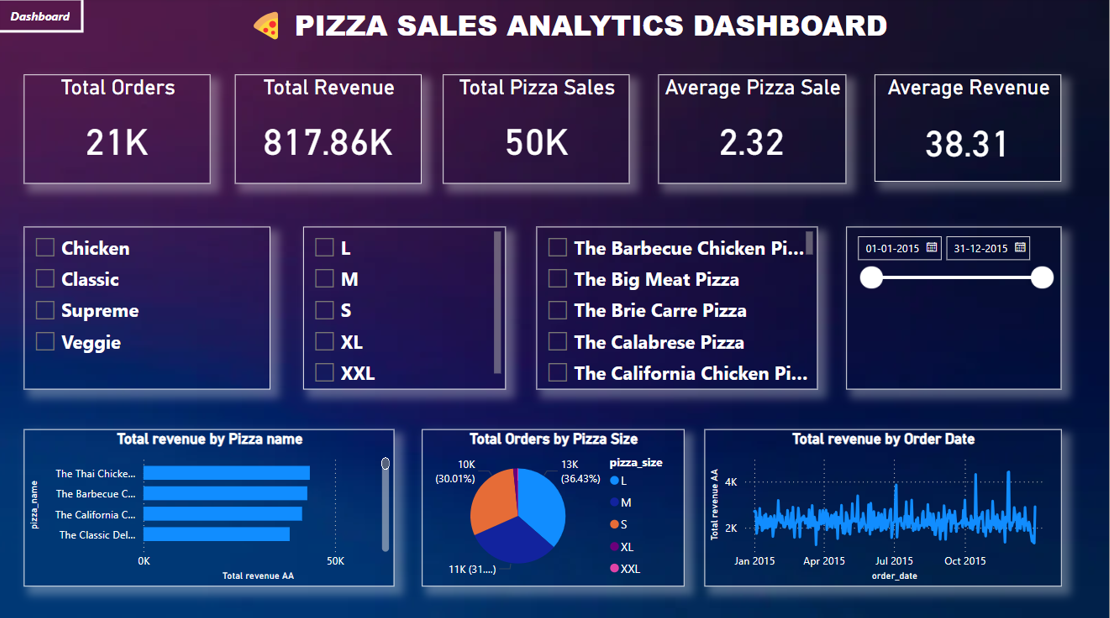 Dashboard
🍕 PIZZA SALES ANALYTICS DASHBOARD
Total Orders
21K
Total Revenue
817.86K
Total Pizza Sales
50K
Average Pizza Sale
2.32
Average Revenue
38.31
Chicken
Classic
Supreme
Veggie
L
M
S
XL
XXL
The Barbecue Chicken Pi...
The Big Meat Pizza
The Brie Carre Pizza
The Calabrese Pizza
The California Chicken Pi...
01-01-2015
31-12-2015
Total revenue by Pizza name
pizza_name
The Thai Chicke...
The Barbecue C...
The California C...
The Classic Del...
0K
50K
Total revenue AA
Total Orders by Pizza Size
10K
(30.01%)
13K
(36.43%)
11K (31....)
pizza_size
L
M
S
XL
XXL
Total revenue by Order Date
Total revenue AA
4K
2K
Jan 2015
Apr 2015
Jul 2015
Oct 2015
order_date